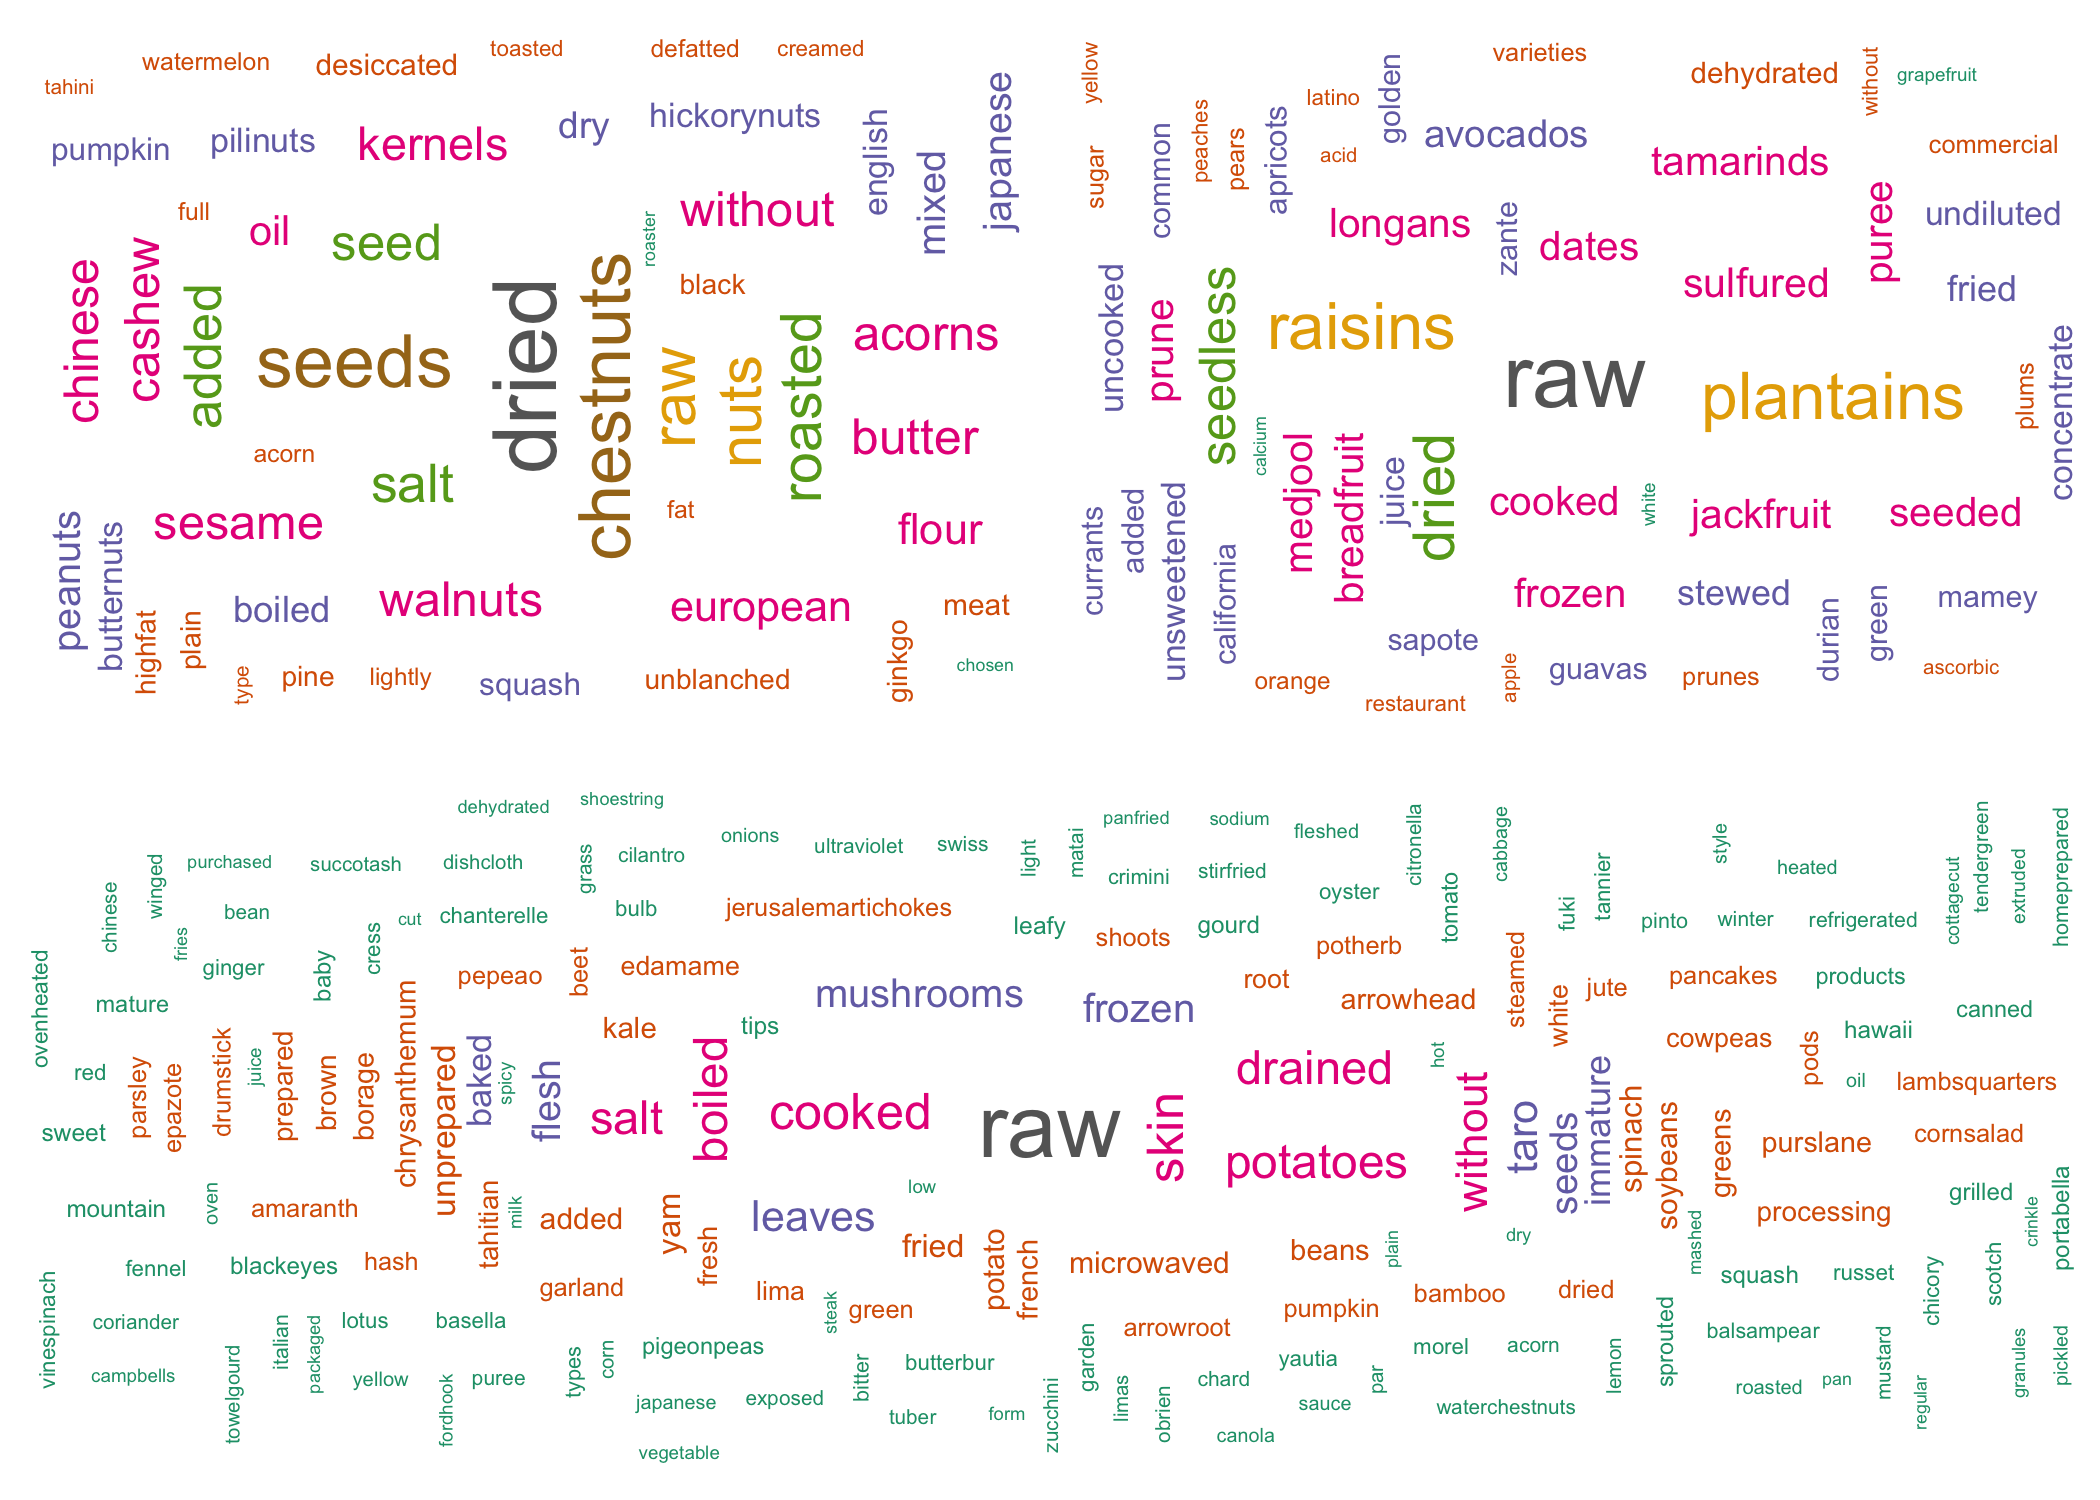 tahini
watermelon
desiccated
toasted
defatted
creamed
pumpkin
pilinuts
kernels
dry
hickorynuts
english
mixed
japanese
full
oil
seed
without
roaster
chinese
cashew
added
seeds
dried
chestnuts
black
raw
nuts
roasted
acorns
butter
acorn
salt
sesame
fat
flour
peanuts
butternuts
highfat
plain
boiled
walnuts
european
meat
ginkgo
chosen
type
pine
lightly
squash
unblanched
yellow
sugar
common
peaches
pears
apricots
latino
acid
golden
avocados
varieties
dehydrated
without
grapefruit
commercial
tamarinds
longans
zante
dates
puree
undiluted
sulfured
fried
uncooked
prune
seedless
raisins
raw
plantains
plums
concentrate
calcium
medjool
breadfruit
juice
dried
cooked
white
jackfruit
seeded
currants
added
unsweetened
california
frozen
stewed
durian
green
mamey
sapote
orange
restaurant
apple
guavas
prunes
ascorbic
dehydrated
shoestring
onions
ultraviolet
swiss
light
matai
panfried
sodium
fleshed
citronella
cabbage
style
heated
cottagecut
tendergreen
extruded
homeprepared
chinese
winged
purchased
succotash
dishcloth
grass
cilantro
crimini
stirfried
oyster
tomato
fuki
tannier
pinto
winter
refrigerated
bean
fries
ginger
baby
cress
cut
chanterelle
bulb
jerusalemartichokes
leafy
shoots
gourd
potherb
ovenheated
mature
pepeao
beet
edamame
mushrooms
frozen
root
arrowhead
steamed
white
jute
pancakes
products
canned
red
parsley
epazote
drumstick
juice
prepared
brown
borage
chrysanthemum
unprepared
baked
spicy
flesh
kale
tips
salt
boiled
cooked
raw
skin
drained
hot
potatoes
without
taro
seeds
immature
spinach
soybeans
greens
cowpeas
pods
hawaii
oil
lambsquarters
purslane
cornsalad
sweet
mountain
oven
amaranth
tahitian
milk
added
yam
fresh
leaves
low
fried
potato
french
microwaved
beans
plain
dry
mashed
processing
grilled
crinkle
portabella
fennel
blackeyes
hash
garland
lima
steak
green
arrowroot
pumpkin
bamboo
dried
squash
russet
chicory
scotch
vinespinach
coriander
lotus
basella
italian
packaged
campbells
towelgourd
yellow
fordhook
puree
types
corn
pigeonpeas
japanese
exposed
bitter
butterbur
tuber
form
zucchini
garden
limas
obrien
chard
yautia
sauce
par
morel
acorn
lemon
sprouted
balsampear
roasted
pan
mustard
regular
granules
pickled
waterchestnuts
canola
vegetable